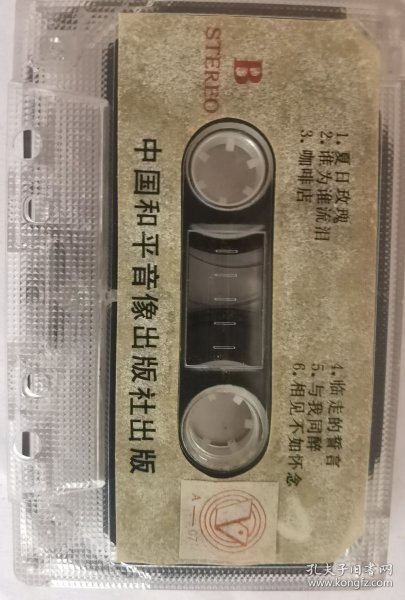 B
STEREO
1. 夏日玫瑰
2. 谁为谁流泪
3. 咖啡店
4. 临走的誓言
5. 与我同醉
6. 相见不如怀念
中国和平音像出版社出版
V
A—07
孔夫子旧书网
www.kongfz.com